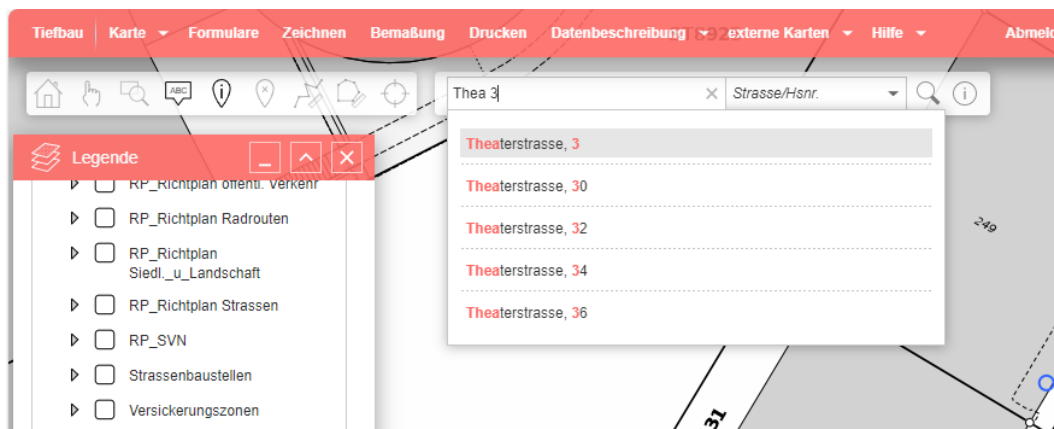 Tiefbau Karte Formulare Zeichnen Bemaßung Drucken Datenbeschreibung externe Karten Hilfe
ABC
Thea 3 Strasse/Hsnr.
Theaterstrasse, 3
Theaterstrasse, 30
Theaterstrasse, 32
Theaterstrasse, 34
Theaterstrasse, 36
Legende
RP_Richtplan öffentl. Verkehr
RP_Richtplan Radrouten
RP_Richtplan
Siedl._u_Landschaft
RP_Richtplan Strassen
RP_SVN
Strassenbaustellen
Versickerungszonen
249
31